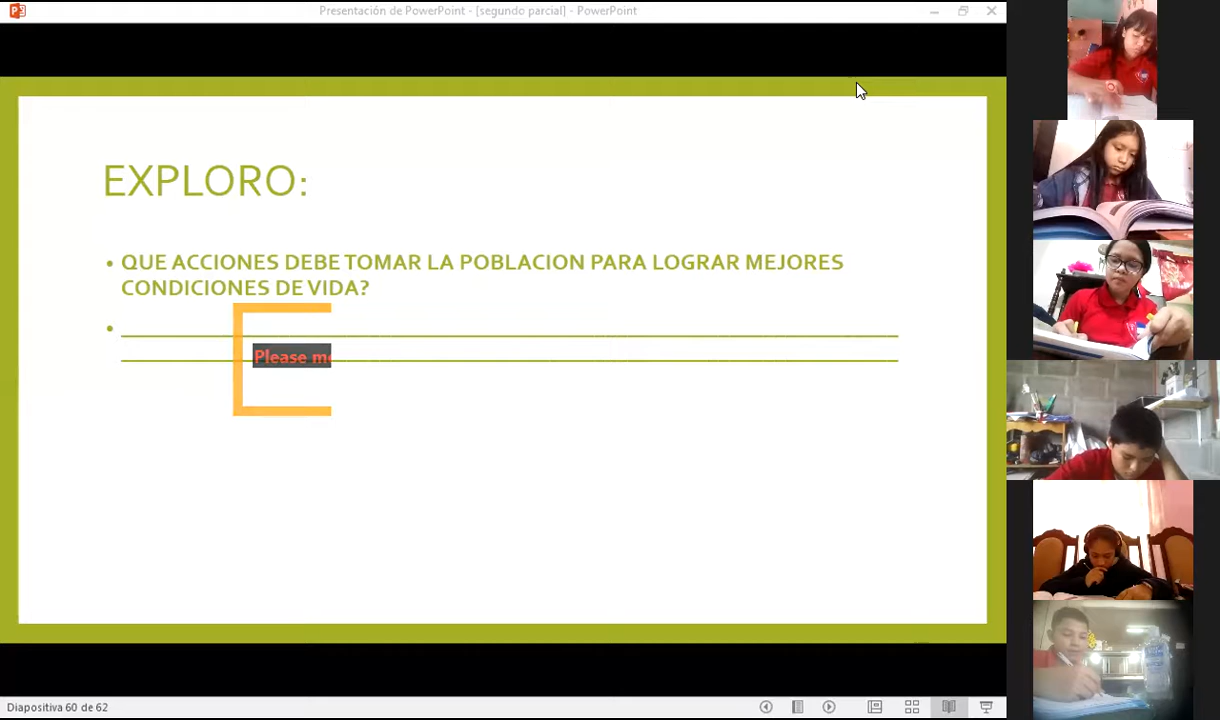 Presentación de PowerPoint - [segundo parcial] - PowerPoint
EXPLORO:
• QUE ACCIONES DEBE TOMAR LA POBLACION PARA LOGRAR MEJORES
CONDICIONES DE VIDA?
Please
Diapositiva 60 de 62